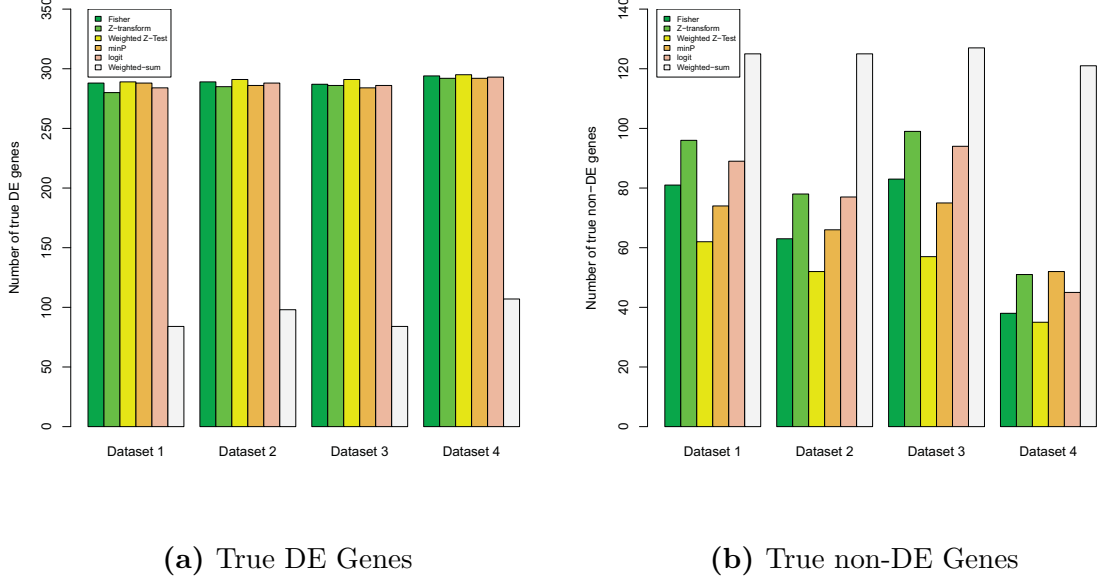 Number of true DE genes
0
50
100
150
200
250
300
350
Fisher
Z−transform
Weighted Z−Test
minP
logit
Weighted−sum
Dataset 1
Dataset 2
Dataset 3
Dataset 4
(a) True DE Genes
Number of true non−DE genes
0
20
40
60
80
100
120
140
Fisher
Z−transform
Weighted Z−Test
minP
logit
Weighted−sum
Dataset 1
Dataset 2
Dataset 3
Dataset 4
(b) True non-DE Genes